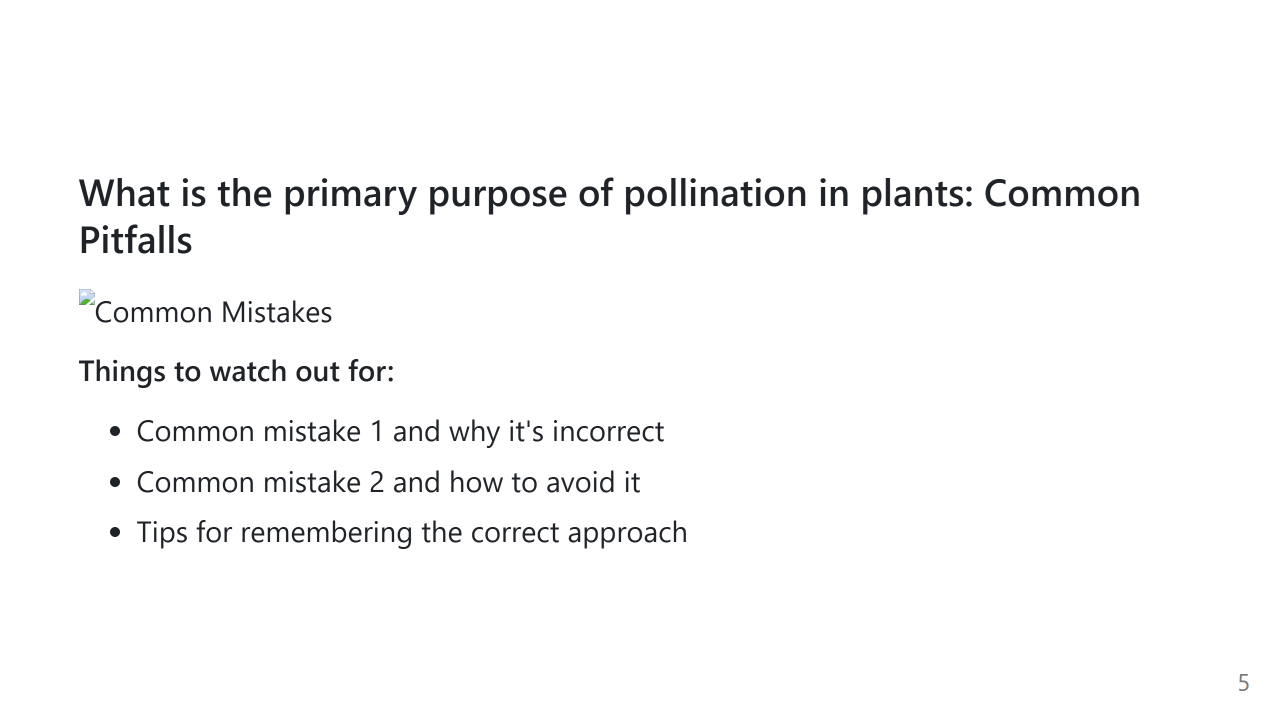 What is the primary purpose of pollination in plants: Common
Pitfalls
Common Mistakes
Things to watch out for:
• Common mistake 1 and why it's incorrect
• Common mistake 2 and how to avoid it
• Tips for remembering the correct approach
5